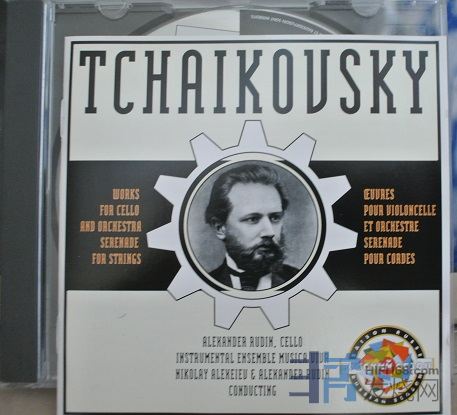 TCHAIKOVSKY
WORKS
FOR CELLO
AND ORCHESTRA
SERENADE
FOR STRINGS
ŒUVRES
POUR VIOLONCELLE
ET ORCHESTRE
SERENADE
POUR CORDES
ALEXANDER RUDIN, CELLO
INSTRUMENTAL ENSEMBLE MUSICA VIVA
NIKOLAY ALEXEIEV & ALEXANDER RUDIN
CONDUCTING